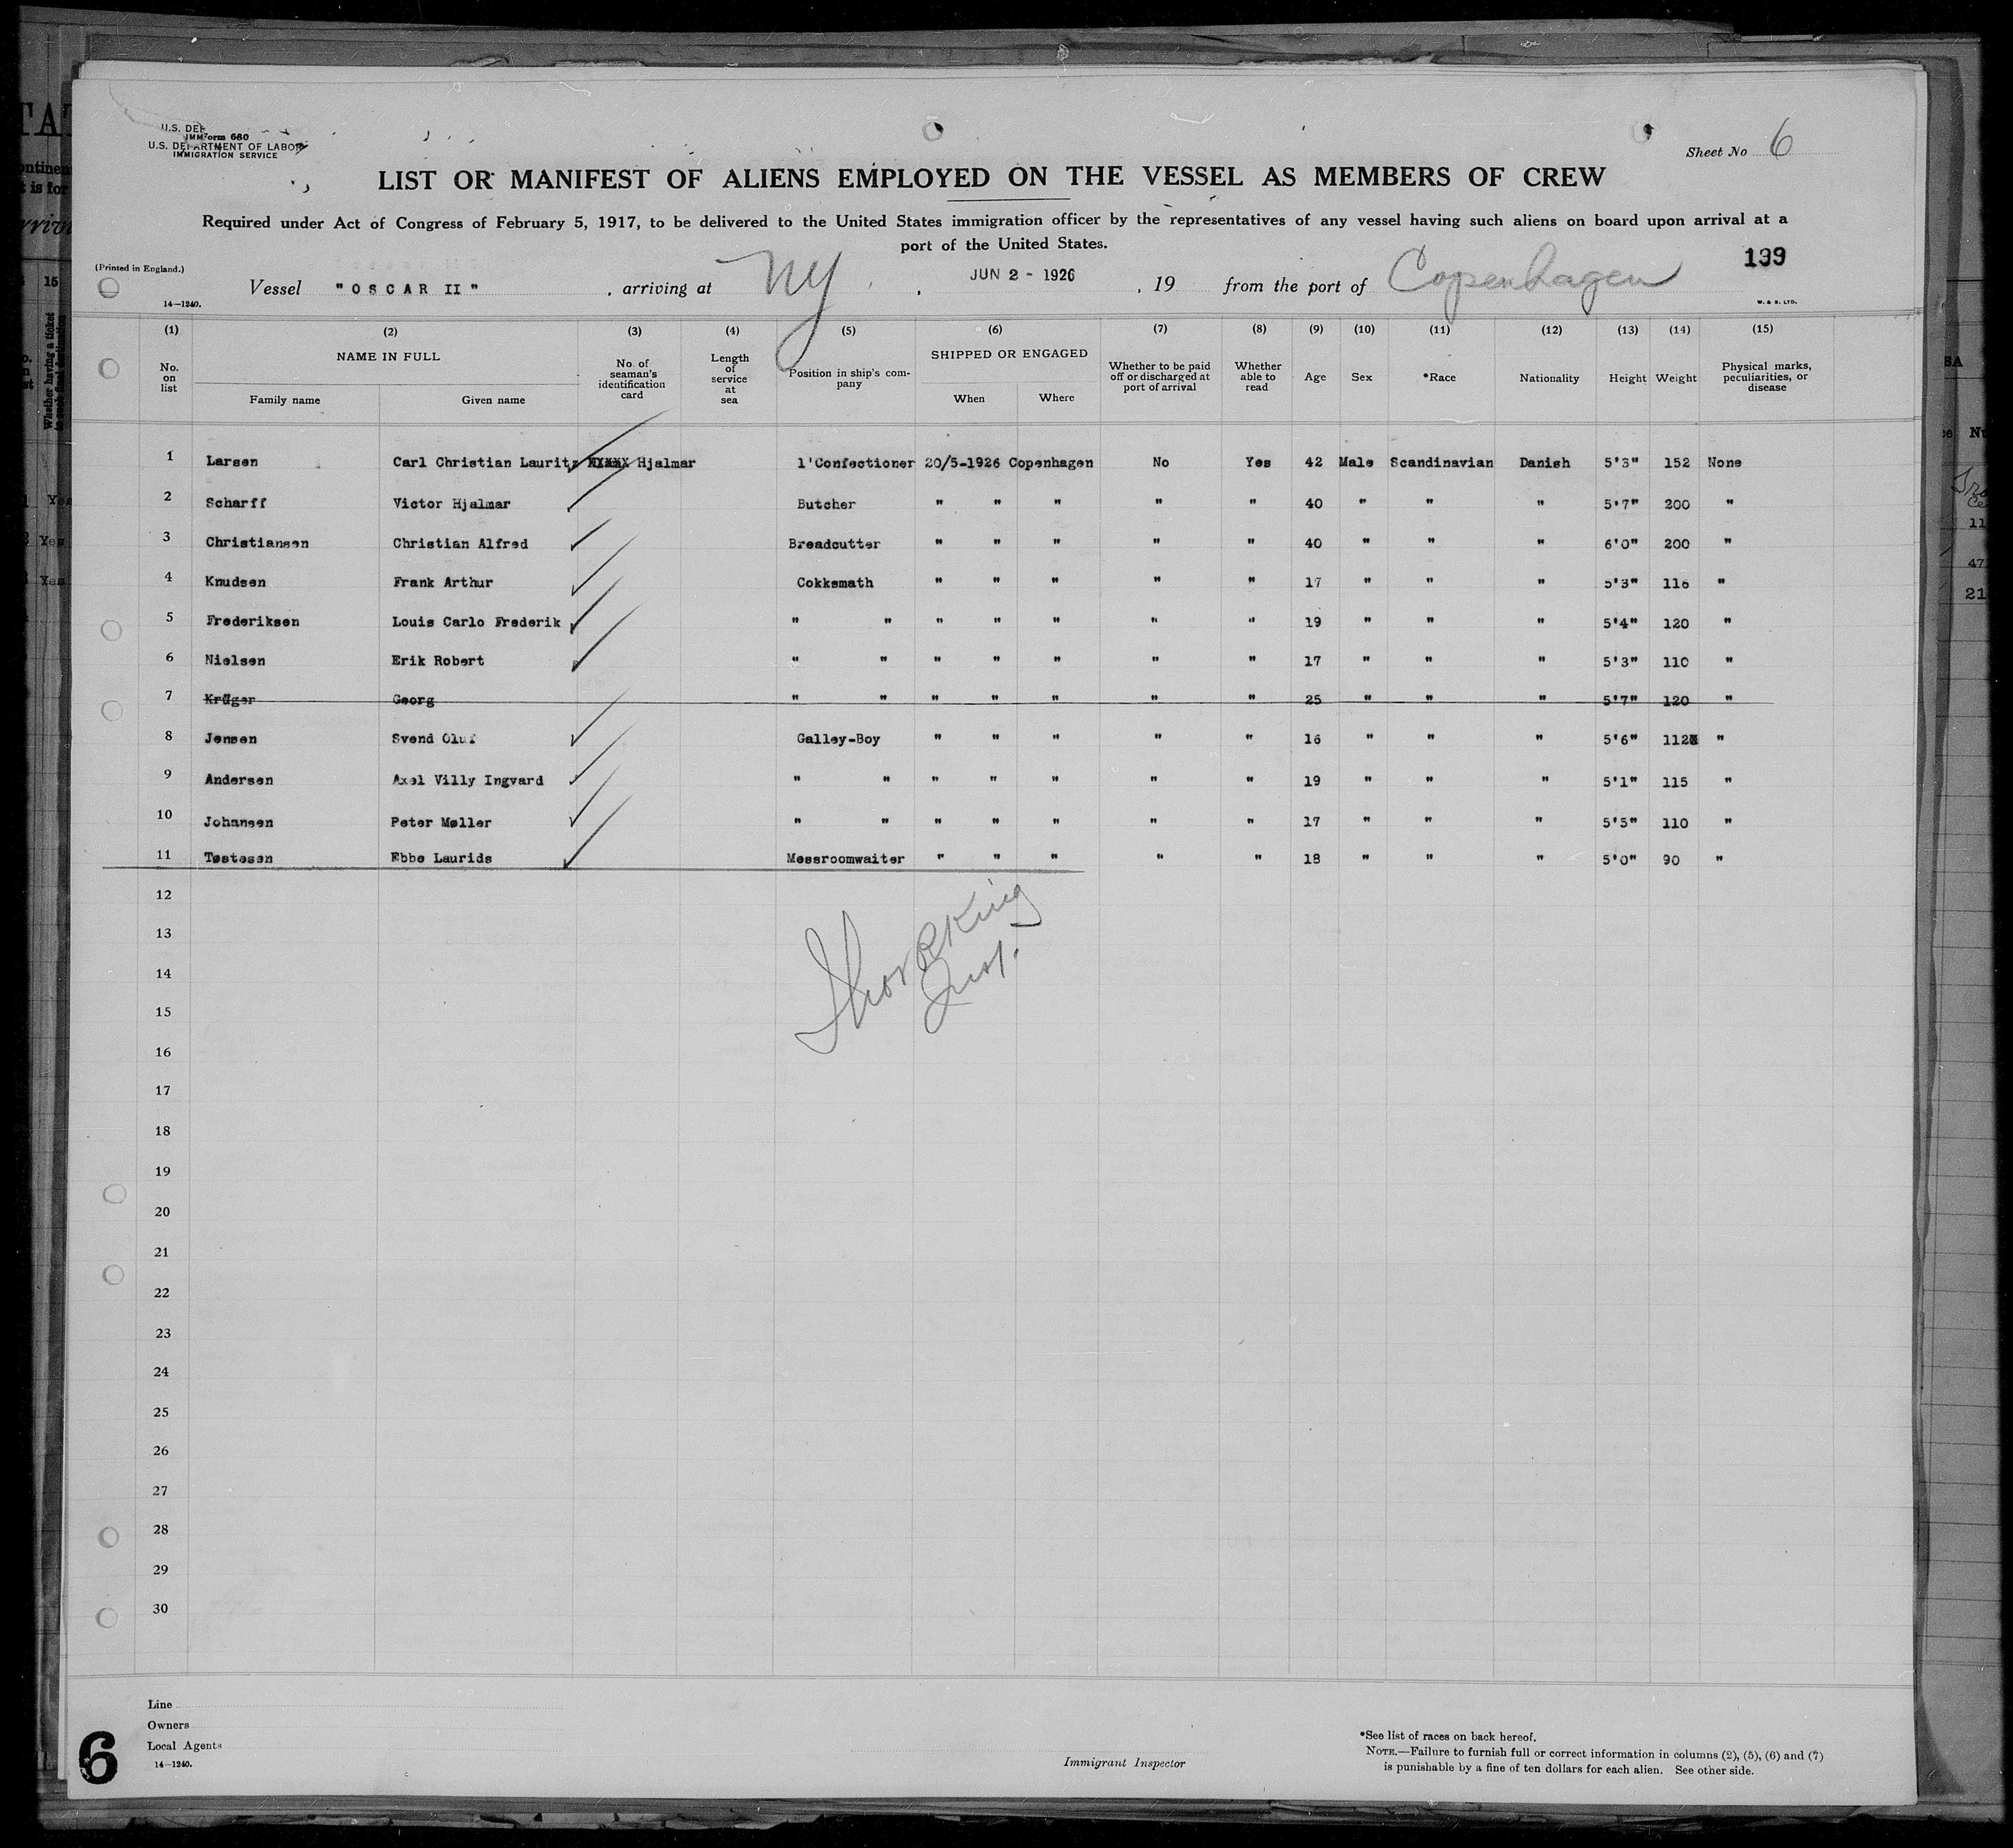 U.S. DEP
IMM Form 660
U.S. DEPARTMENT OF LABOR
IMMIGRATION SERVICE
Sheet No 6
LIST OR MANIFEST OF ALIENS EMPLOYED ON THE VESSEL AS MEMBERS OF CREW
Required under Act of Congress of February 5, 1917, to be delivered to the United States immigration officer by the representatives of any vessel having such aliens on board upon arrival at a
port of the United States.
199
(Printed in England.)
Vessel "OSCAR II", arriving at NY, JUN 2 - 1926, 19 from the port of Copenhagen
14—1240.
W. & S. LTD.
(1) (2) (3) (4) (5) (6) (7) (8) (9) (10) (11) (12) (13) (14) (15)
No. on list NAME IN FULL Family name Given name No. of seaman's identification card Length of service at sea Position in ship's company SHIPPED OR ENGAGED When Where Whether to be paid off or discharged at port of arrival Whether able to read Age Sex *Race Nationality Height Weight Physical marks, peculiarities, or disease
1 Larsen Carl Christian Lauritz Hjalmar 1'Confectioner 20/5-1926 Copenhagen No Yes 42 Male Scandinavian Danish 5'3" 152 None
2 Scharff Victor Hjalmar Butcher " " " " " 40 " " " 5'7" 200 "
3 Christiansen Christian Alfred Breadcutter " " " " " 40 " " " 6'0" 200 "
4 Knudsen Frank Arthur Cokksmath " " " " " 17 " " " 5'3" 116 "
5 Frederiksen Louis Carlo Frederik " " " " " " " 19 " " " 5'4" 120 "
6 Nielsen Erik Robert " " " " " " " 17 " " " 5'3" 110 "
7 Krüger Georg " " " " " " " 25 " " " 5'7" 120 "
8 Jensen Svend Oluf Galley-Boy " " " " " 16 " " " 5'6" 112 "
9 Andersen Axel Villy Ingvard " " " " " " " 19 " " " 5'1" 115 "
10 Johansen Peter Møller " " " " " " " 17 " " " 5'5" 110 "
11 Tøstesen Ebbe Laurids Messroomwaiter " " " " " 18 " " " 5'0" 90 "
12
13
14
15
16
17
18
19
20
21
22
23
24
25
26
27
28
29
30
Line
Owners
Local Agents
14—1240.
6
Immigrant Inspector
*See list of races on back hereof.
NOTE.—Failure to furnish full or correct information in columns (2), (5), (6) and (7)
is punishable by a fine of ten dollars for each alien. See other side.